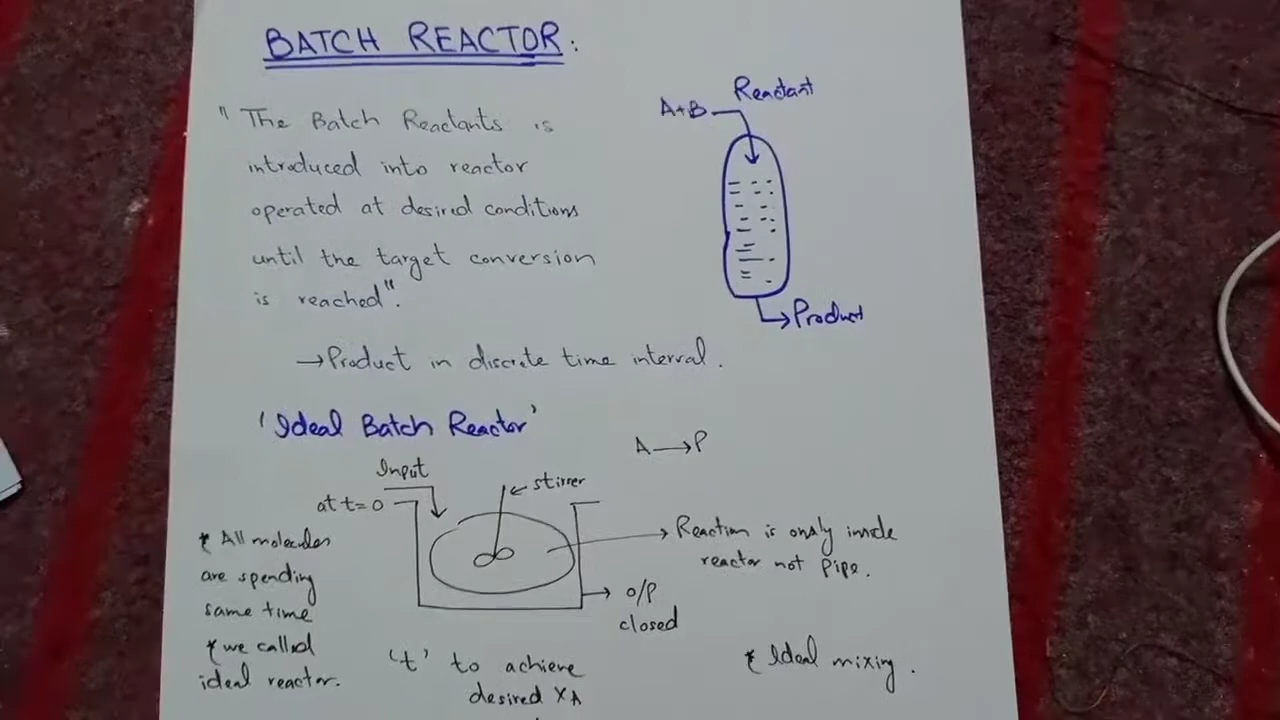 BATCH REACTOR:
"The Batch Reactants is
introduced into reactor
operated at desired conditions
until the target conversion
is reached".
→ Product in discrete time interval.
Reactant
A+B
Product
'Ideal Batch Reactor'
A → P
Input
at t=0
stirrer
* All molecules
are spending
same time
* we called
ideal reactor.
→ Reaction is only inside
reactor not pipe.
→ O/P
closed
't' to achieve
desired XA
* Ideal mixing.